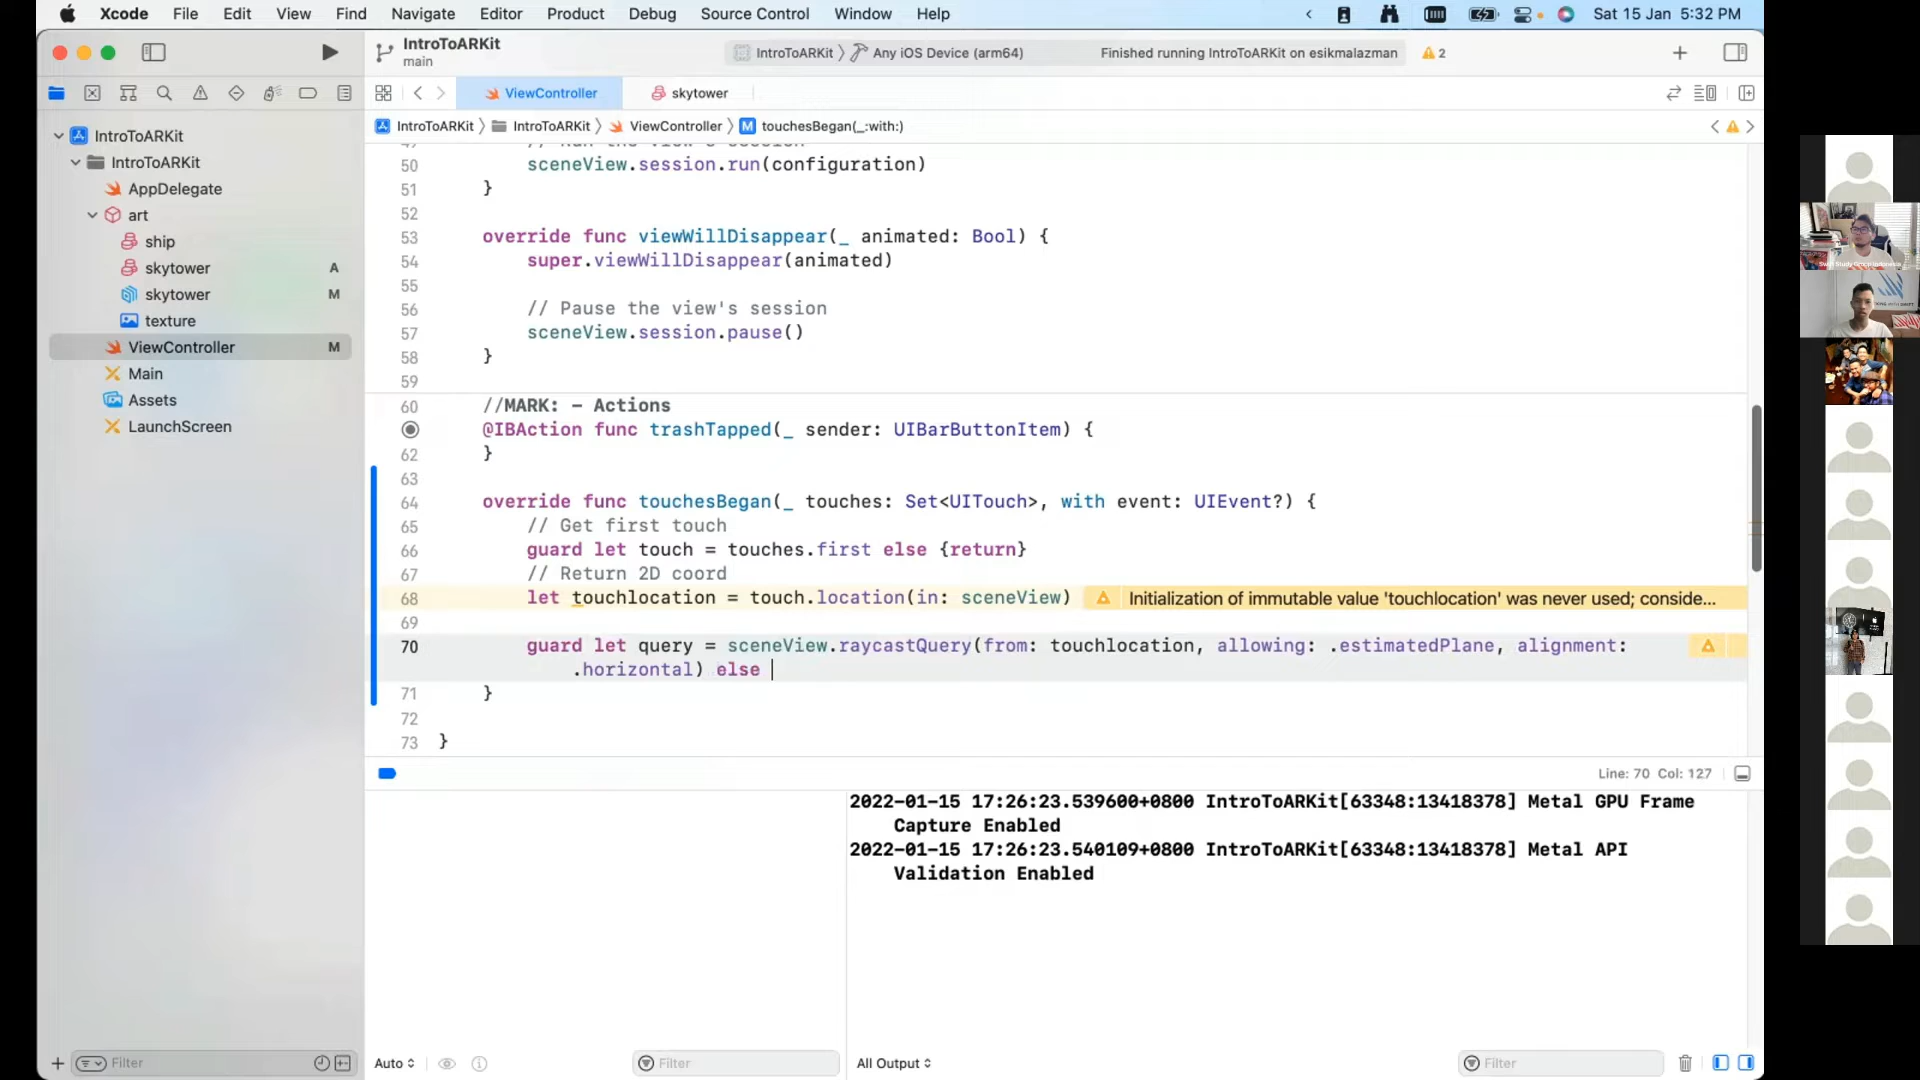 Xcode File Edit View Find Navigate Editor Product Debug Source Control Window Help Sat 15 Jan 5:32 PM
IntroToARKit
main
IntroToARKit Any iOS Device (arm64) Finished running IntroToARKit on esikmalazman 2
ViewController skytower
IntroToARKit IntroToARKit ViewController M touchesBegan(_:with:)
IntroToARKit
IntroToARKit
AppDelegate
art
ship
skytower A
skytower M
texture
ViewController M
Main
Assets
LaunchScreen
49 // Run the view's session
50 sceneView.session.run(configuration)
51 }
52
53 override func viewWillDisappear(_ animated: Bool) {
54 super.viewWillDisappear(animated)
55
56 // Pause the view's session
57 sceneView.session.pause()
58 }
59
60 //MARK: - Actions
@IBAction func trashTapped(_ sender: UIBarButtonItem) {
62 }
63
64 override func touchesBegan(_ touches: Set<UITouch>, with event: UIEvent?) {
65 // Get first touch
66 guard let touch = touches.first else {return}
67 // Return 2D coord
68 let touchlocation = touch.location(in: sceneView) Initialization of immutable value 'touchlocation' was never used; conside...
69
70 guard let query = sceneView.raycastQuery(from: touchlocation, allowing: .estimatedPlane, alignment:
.horizontal) else
71 }
72
73 }
Line: 70 Col: 127
2022-01-15 17:26:23.539600+0800 IntroToARKit[63348:13418378] Metal GPU Frame
Capture Enabled
2022-01-15 17:26:23.540109+0800 IntroToARKit[63348:13418378] Metal API
Validation Enabled
Filter Auto Filter All Output Filter